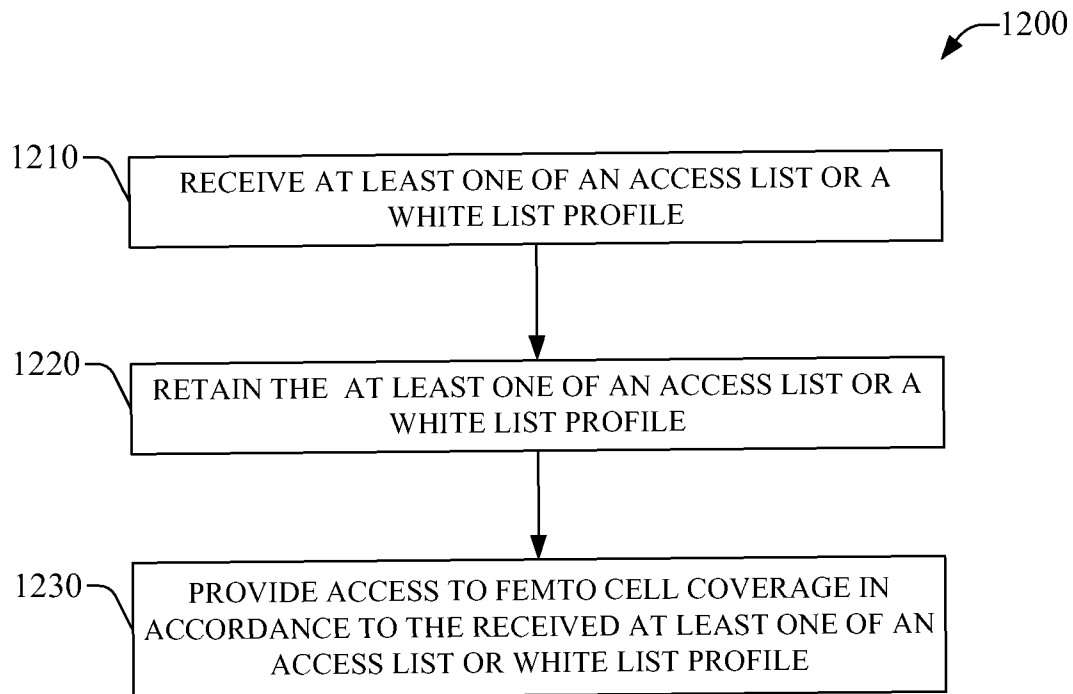 1200
1210
RECEIVE AT LEAST ONE OF AN ACCESS LIST OR A
WHITE LIST PROFILE
1220
RETAIN THE AT LEAST ONE OF AN ACCESS LIST OR A
WHITE LIST PROFILE
1230
PROVIDE ACCESS TO FEMTO CELL COVERAGE IN
ACCORDANCE TO THE RECEIVED AT LEAST ONE OF AN
ACCESS LIST OR WHITE LIST PROFILE